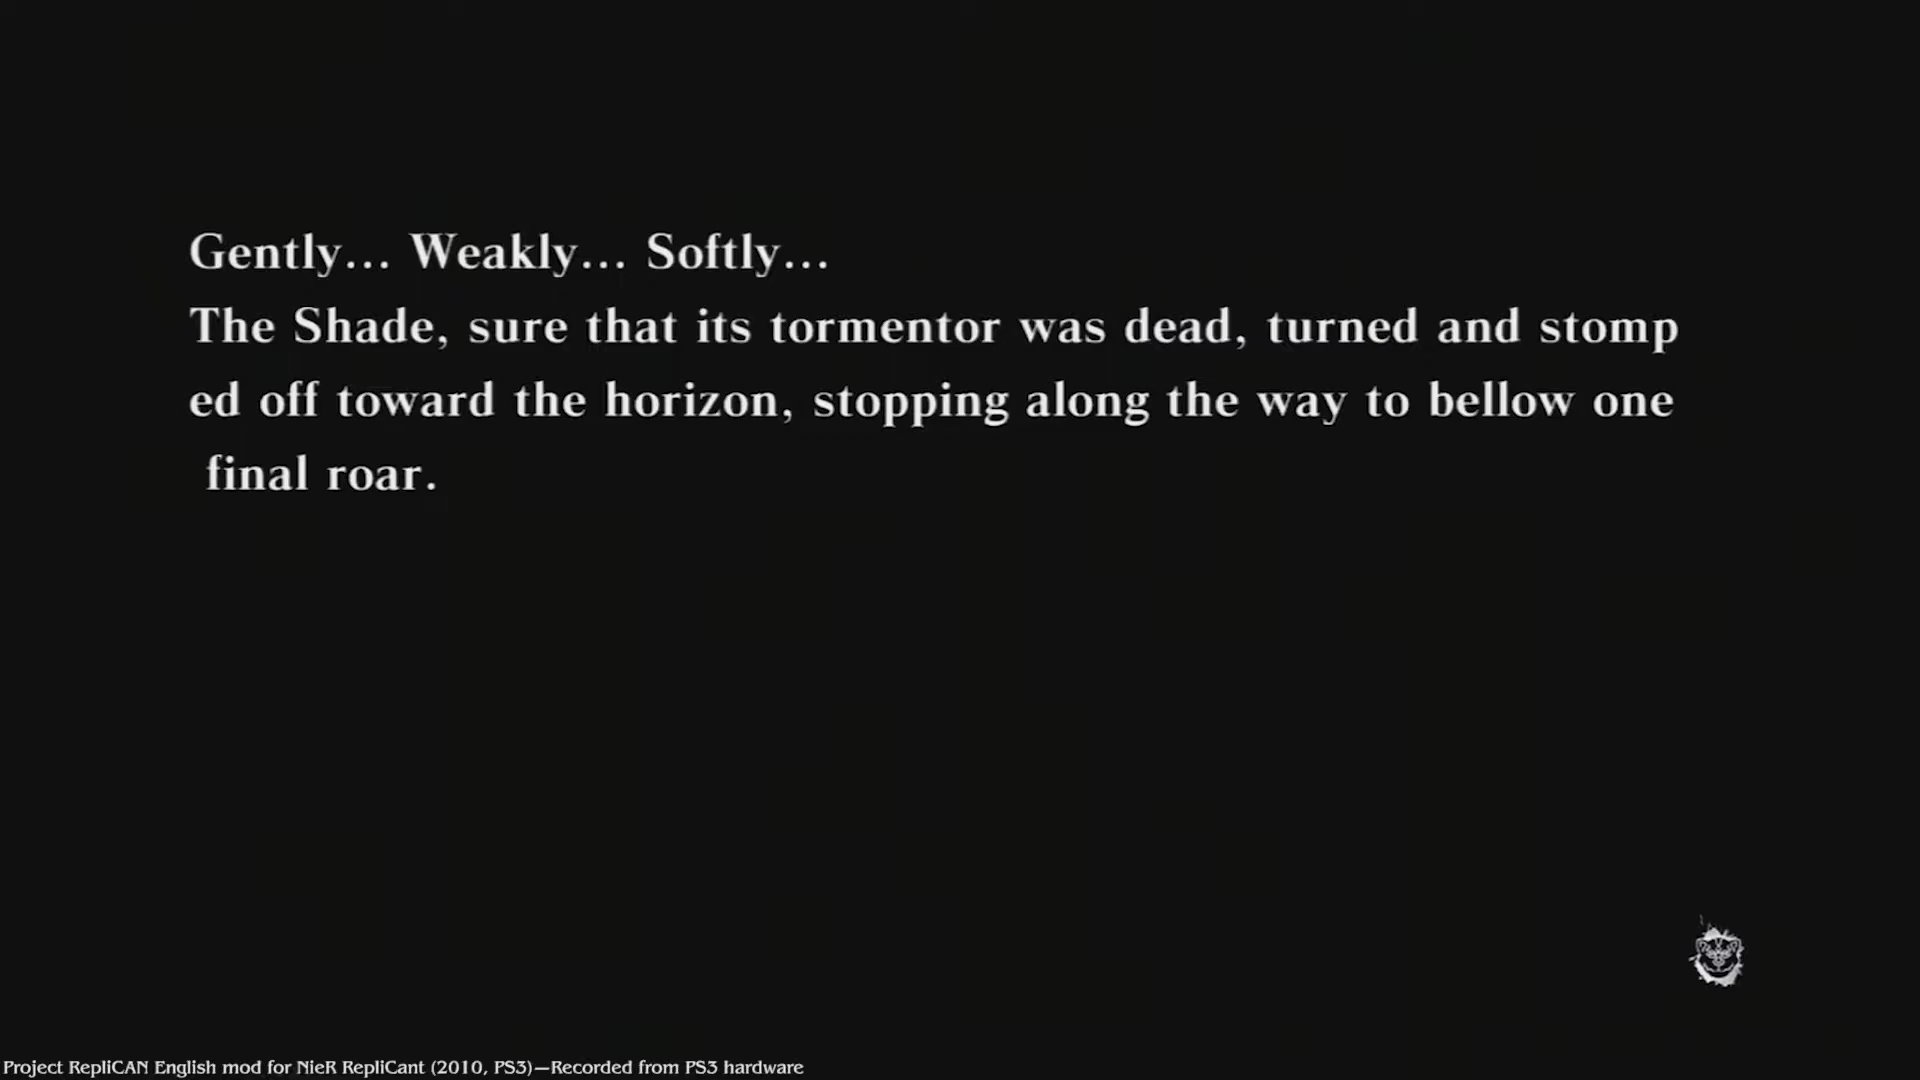 Gently… Weakly… Softly…
The Shade, sure that its tormentor was dead, turned and stomp
ed off toward the horizon, stopping along the way to bellow one
final roar.
Project RepliCAN English mod for NieR RepliCant (2010, PS3)—Recorded from PS3 hardware